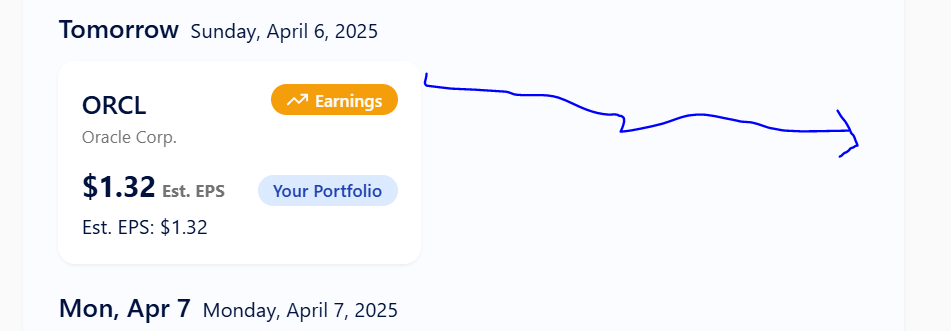 Tomorrow Sunday, April 6, 2025
ORCL
Earnings
Oracle Corp.
$1.32 Est. EPS
Your Portfolio
Est. EPS: $1.32
Mon, Apr 7 Monday, April 7, 2025